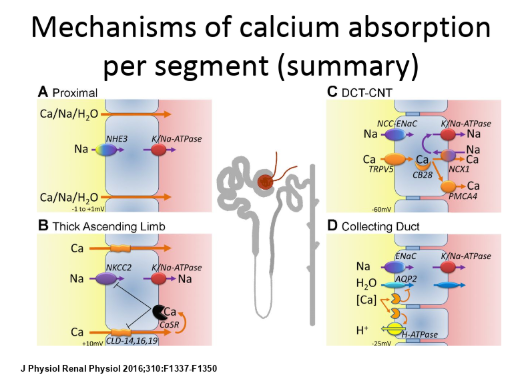 Mechanisms of calcium absorption
per segment (summary)
A Proximal
Ca/Na/H₂O
NHE3
K/Na-ATPase
Na
Ca/Na/H₂O
-1 to +1mV
B Thick Ascending Limb
Ca
NKCC2
K/Na-ATPase
Na
Na
Ca
CaSR
Ca
+10mV
CLD-14,16,19
C DCT-CNT
NCC-ENaC
K/Na-ATPase
Na
Na
Na
Ca
Ca
Ca
TRPV5
CB28
NCX1
Ca
PMCA4
-60mV
D Collecting Duct
ENaC
K/Na-ATPase
Na
H₂O
AQP2
[Ca]
H⁺
H-ATPase
-25mV
J Physiol Renal Physiol 2016;310:F1337-F1350